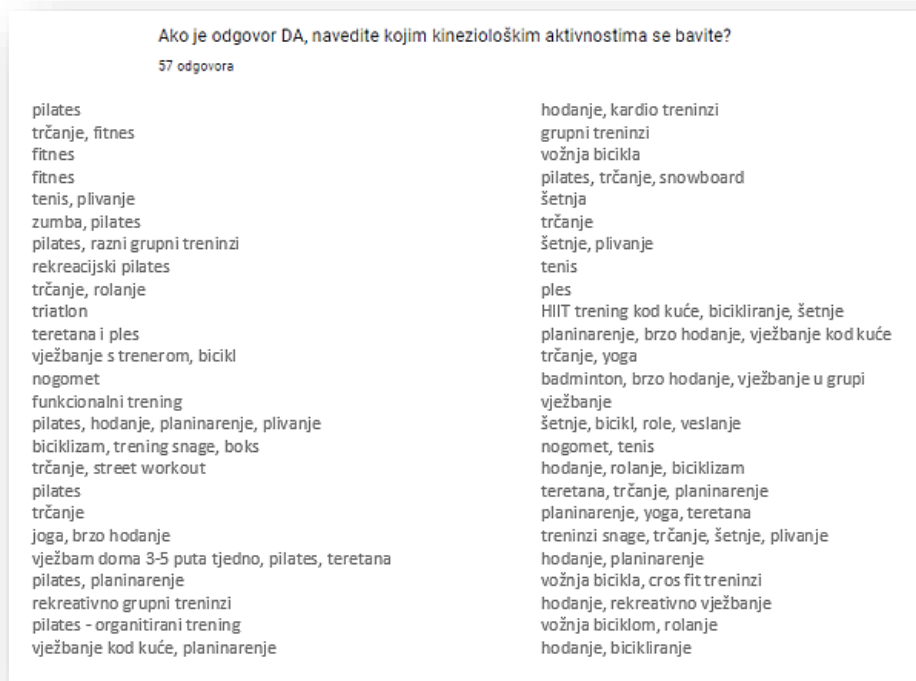 Ako je odgovor DA, navedite kojim kineziološkim aktivnostima se bavite?
57 odgovora
pilates
trčanje, fitnes
fitnes
fitnes
tenis, plivanje
zumba, pilates
pilates, razni grupni treninzi
rekreacijski pilates
trčanje, rolanje
triatlon
teretana i ples
vježbanje s trenerom, bicikl
nogomet
funkcionalni trening
pilates, hodanje, planinarenje, plivanje
biciklizam, trening snage, boks
trčanje, street workout
pilates
trčanje
joga, brzo hodanje
vježbam doma 3-5 puta tjedno, pilates, teretana
pilates, planinarenje
rekreativno grupni treninzi
pilates - organitirani trening
vježbanje kod kuće, planinarenje
hodanje, kardio treninzi
grupni treninzi
vožnja bicikla
pilates, trčanje, snowboard
šetnja
trčanje
šetnje, plivanje
tenis
ples
HIIT trening kod kuće, bicikliranje, šetnje
planinarenje, brzo hodanje, vježbanje kod kuće
trčanje, yoga
badminton, brzo hodanje, vježbanje u grupi
vježbanje
šetnje, bicikl, role, veslanje
nogomet, tenis
hodanje, rolanje, biciklizam
teretana, trčanje, planinarenje
planinarenje, yoga, teretana
treninzi snage, trčanje, šetnje, plivanje
hodanje, planinarenje
vožnja bicikla, cros fit treninzi
hodanje, rekreativno vježbanje
vožnja biciklom, rolanje
hodanje, bicikliranje